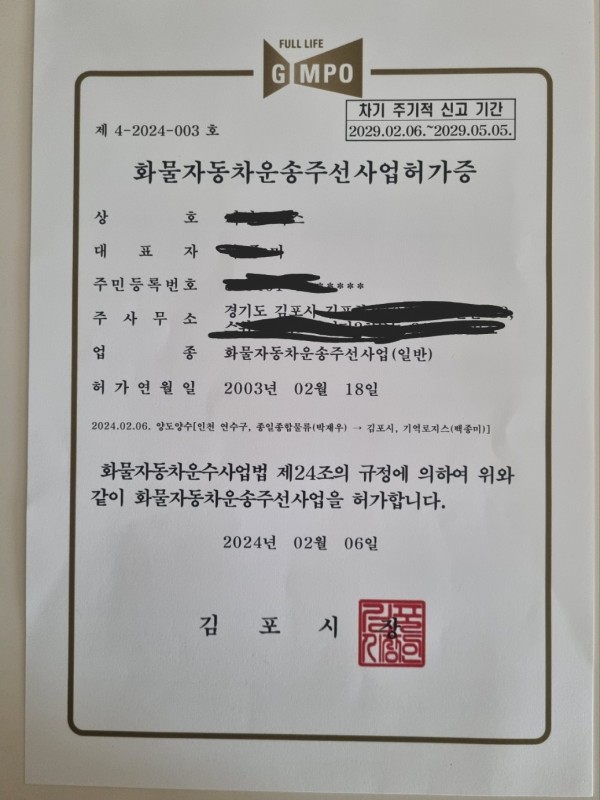 FULL LIFE
GIMPO
차기 주기적 신고 기간
2029.02.06.~2029.05.05.
제 4-2024-003 호
화물자동차운송주선사업허가증
상 호
대 표 자
주민등록번호 *****
주 사 무 소 경기도 김포시
업 종 화물자동차운송주선사업(일반)
허 가 연 월 일 2003년 02월 18일
2024.02.06. 양도양수[인천 연수구, 종일종합물류(박재우) → 김포시, 기억로지스(백종미)]
화물자동차운수사업법 제24조의 규정에 의하여 위와
같이 화물자동차운송주선사업을 허가합니다.
2024년 02월 06일
김 포 시 장